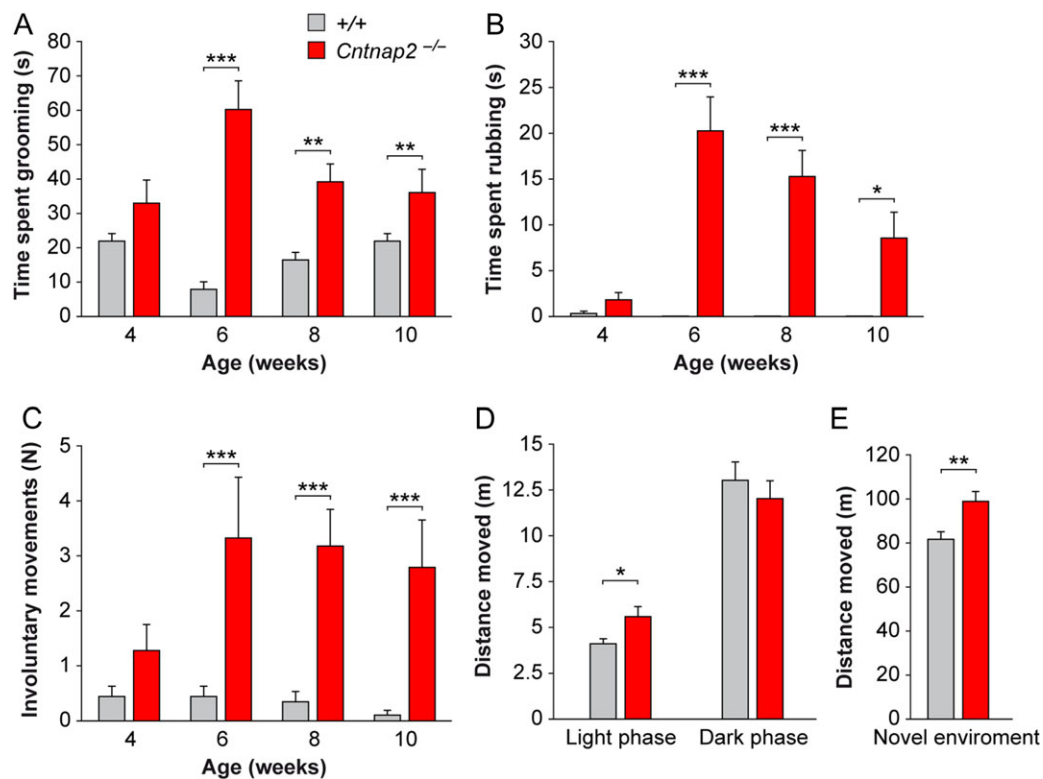 A
+/+
Cntnap2 –/–
Time spent grooming (s)
80
70
60
50
40
30
20
10
0
***
**
**
4 6 8 10
Age (weeks)
B
Time spent rubbing (s)
30
25
20
15
10
5
0
***
***
*
4 6 8 10
Age (weeks)
C
Involuntary movements (N)
5
4
3
2
1
0
***
***
***
4 6 8 10
Age (weeks)
D
Distance moved (m)
15
12.5
7.5
5
2.5
0
*
Light phase Dark phase
E
Distance moved (m)
120
100
80
60
40
20
0
**
Novel enviroment